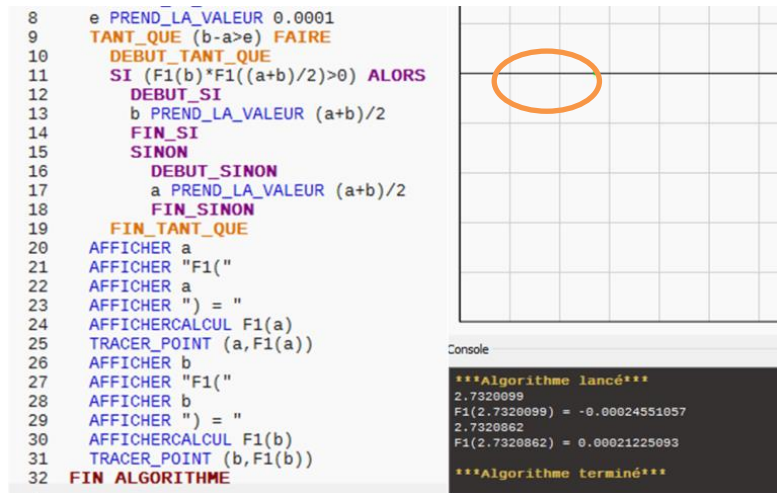 8 e PREND_LA_VALEUR 0.0001
9 TANT_QUE (b-a>e) FAIRE
10 DEBUT_TANT_QUE
11 SI (F1(b)*F1((a+b)/2)>0) ALORS
12 DEBUT_SI
13 b PREND_LA_VALEUR (a+b)/2
14 FIN_SI
15 SINON
16 DEBUT_SINON
17 a PREND_LA_VALEUR (a+b)/2
18 FIN_SINON
19 FIN_TANT_QUE
20 AFFICHER a
21 AFFICHER "F1("
22 AFFICHER a
23 AFFICHER ") = "
24 AFFICHERCALCUL F1(a)
25 TRACER_POINT (a,F1(a))
26 AFFICHER b
27 AFFICHER "F1("
28 AFFICHER b
29 AFFICHER ") = "
30 AFFICHERCALCUL F1(b)
31 TRACER_POINT (b,F1(b))
32 FIN ALGORITHME
Console
***Algorithme lancé***
2.7320099
F1(2.7320099) = -0.00024551057
2.7320862
F1(2.7320862) = 0.00021225093
***Algorithme terminé***